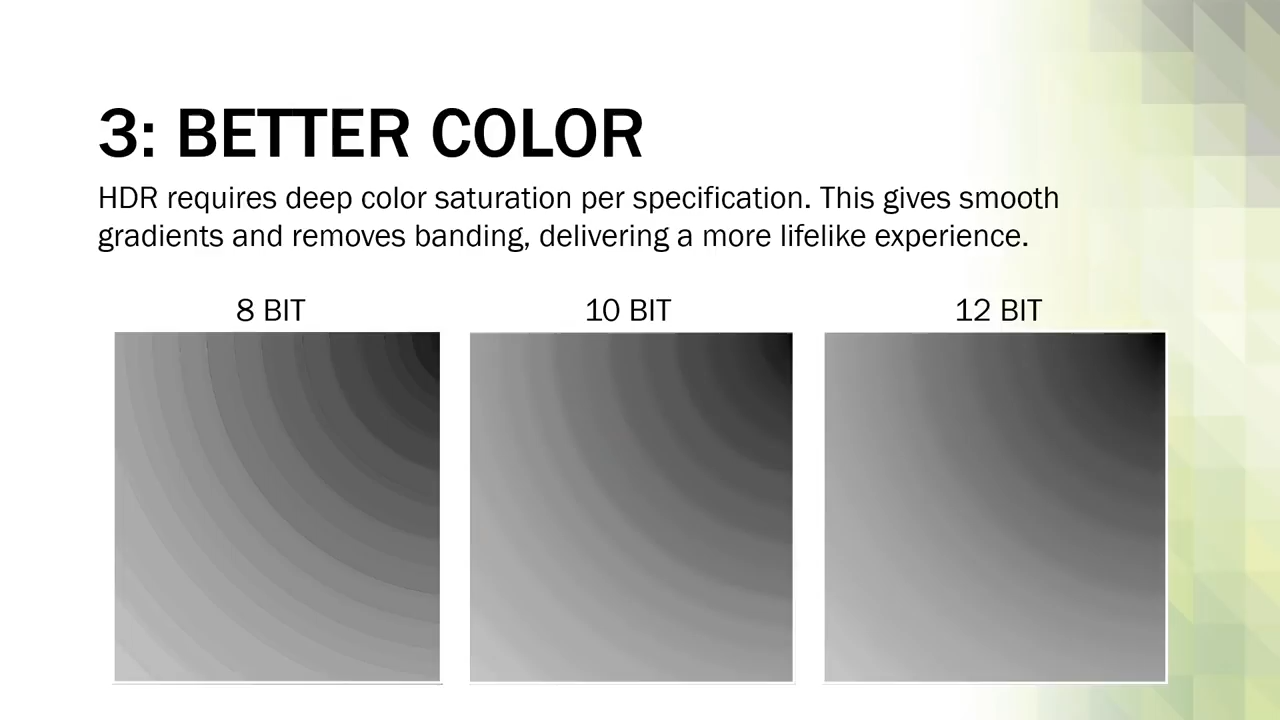 3: BETTER COLOR
HDR requires deep color saturation per specification. This gives smooth
gradients and removes banding, delivering a more lifelike experience.
8 BIT
10 BIT
12 BIT